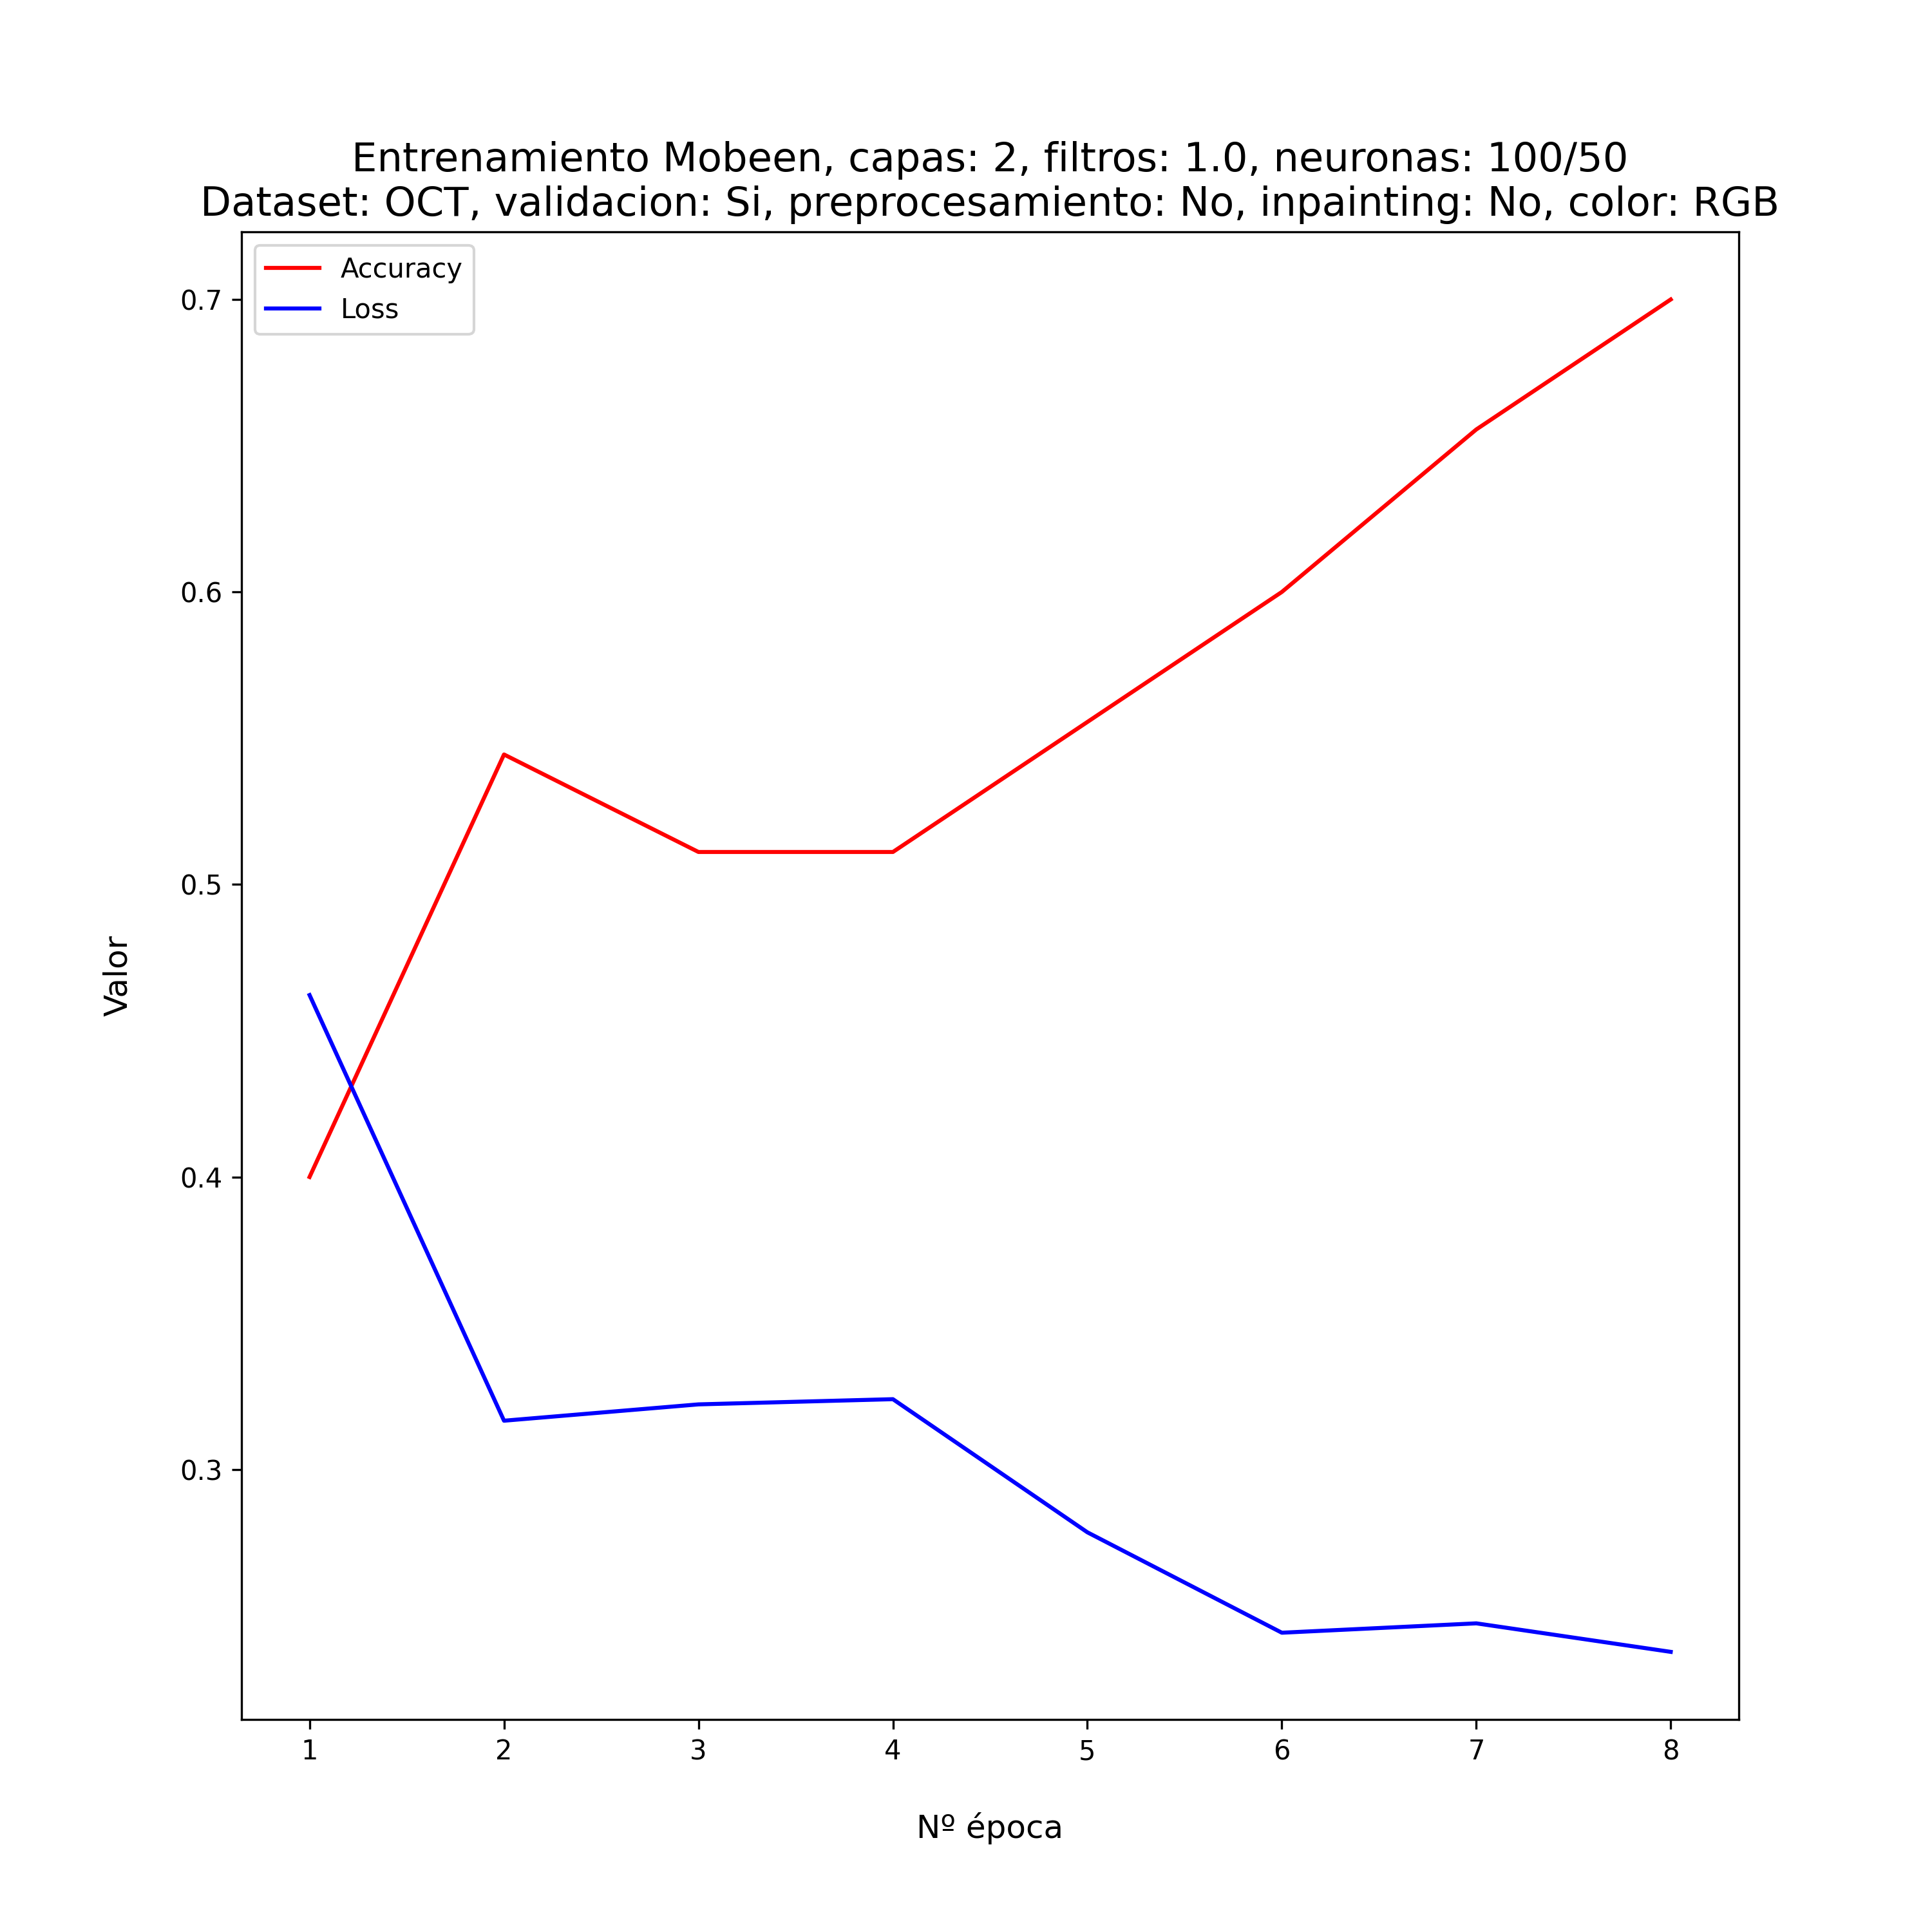 Entrenamiento Mobeen, capas: 2, filtros: 1.0, neuronas: 100/50
Dataset: OCT, validacion: Si, preprocesamiento: No, inpainting: No, color: RGB
Accuracy
Loss
0.7
0.6
0.5
0.4
0.3
Valor
1 2 3 4 5 6 7 8
Nº época